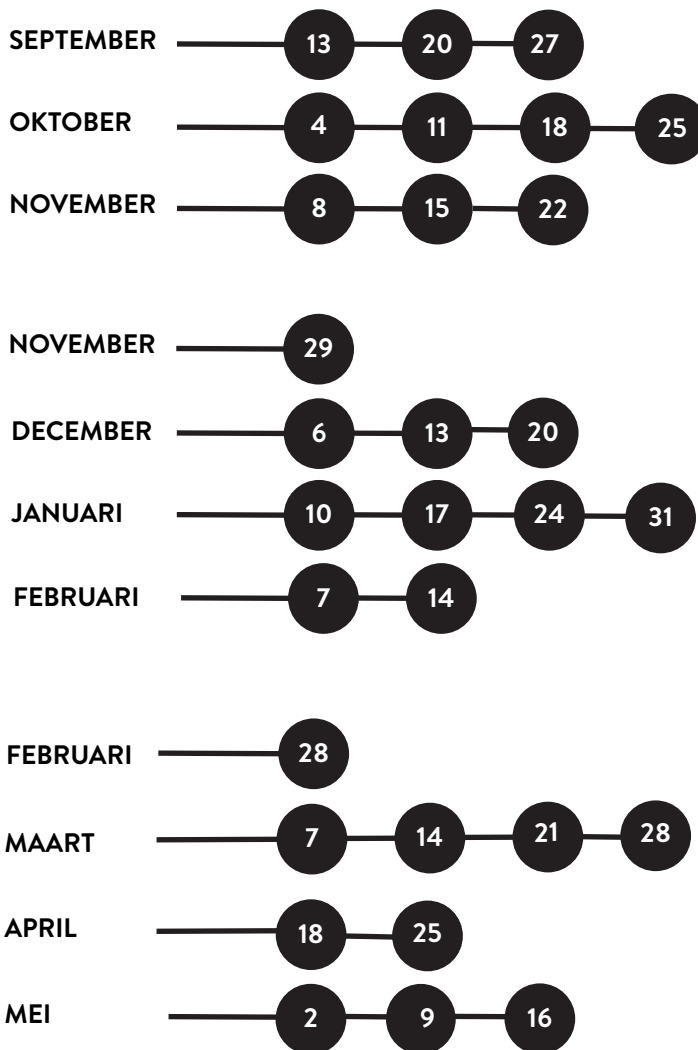 SEPTEMBER 13 20 27
OKTOBER 4 11 18 25
NOVEMBER 8 15 22
NOVEMBER 29
DECEMBER 6 13 20
JANUARI 10 17 24 31
FEBRUARI 7 14
FEBRUARI 28
MAART 7 14 21 28
APRIL 18 25
MEI 2 9 16